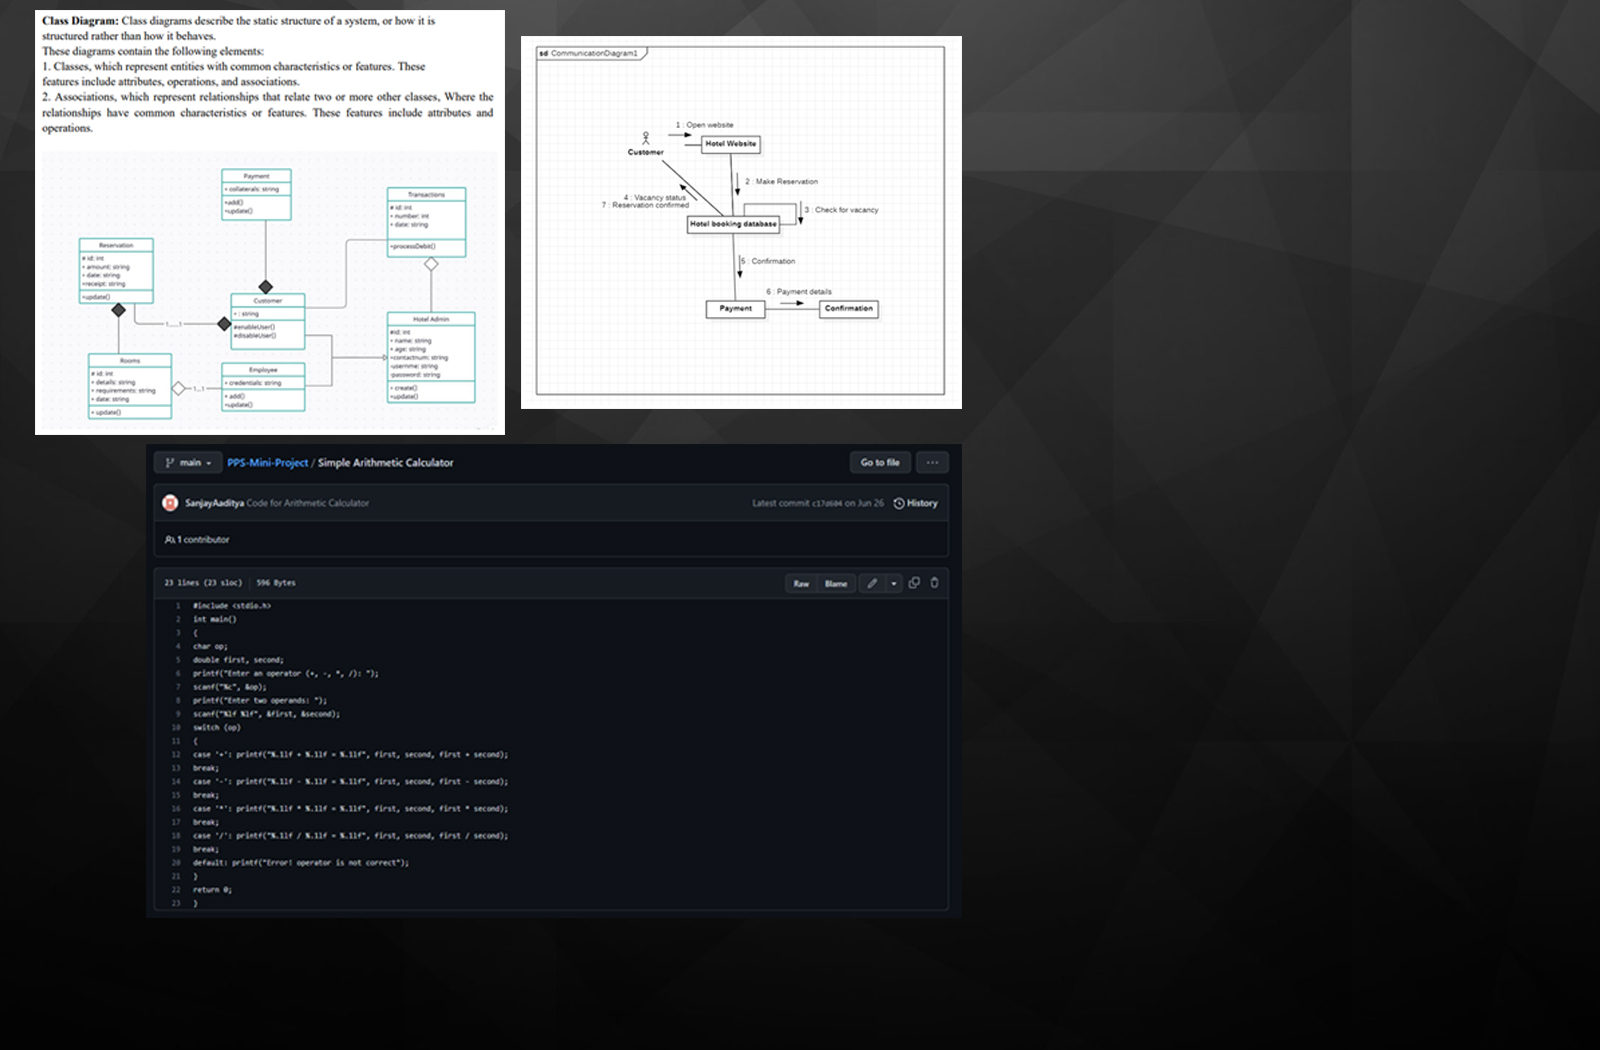 Class Diagram: Class diagrams describe the static structure of a system, or how it is
structured rather than how it behaves.
These diagrams contain the following elements:
1. Classes, which represent entities with common characteristics or features. These
features include attributes, operations, and associations.
2. Associations, which represent relationships that relate two or more other classes, Where the
relationships have common characteristics or features. These features include attributes and
operations.
Payment
+ collaterals: string
+add()
+update()
Transactions
# id: int
+ number: int
+ date: string
+processDebit()
Reservation
# id: int
+ amount: string
+ date: string
+receipt: string
+update()
1......1
Customer
+ : string
#enableUser()
#disableUser()
Hotel Admin
#id: int
+ name: string
+ age: string
+contactnum: string
-usernme: string
-password: string
+ create()
+update()
Rooms
# id: int
+ details: string
+ requirements: string
+ date: string
+ update()
1...1
Employee
+ credentials: string
+ add()
+update()
sd CommunicationDiagram1
1 : Open website
Customer
Hotel Website
2 : Make Reservation
4 : Vacancy status
7 : Reservation confirmed
3 : Check for vacancy
Hotel booking database
5 : Confirmation
6 : Payment details
Payment
Confirmation
main
PPS-Mini-Project / Simple Arithmetic Calculator
Go to file
...
SanjayAaditya Code for Arithmetic Calculator
Latest commit on Jun 26
History
1 contributor
23 lines (23 sloc) 596 Bytes
Raw Blame
1 #include <stdio.h>
2 int main()
3 {
4 char op;
5 double first, second;
6 printf("Enter an operator (+, -, *, /): ");
7 scanf("%c", &op);
8 printf("Enter two operands: ");
9 scanf("%lf %lf", &first, &second);
10 switch (op)
11 {
12 case '+': printf("%.1lf + %.1lf = %.1lf", first, second, first + second);
13 break;
14 case '-': printf("%.1lf - %.1lf = %.1lf", first, second, first - second);
15 break;
16 case '*': printf("%.1lf * %.1lf = %.1lf", first, second, first * second);
17 break;
18 case '/': printf("%.1lf / %.1lf = %.1lf", first, second, first / second);
19 break;
20 default: printf("Error! operator is not correct");
21 }
22 return 0;
23 }